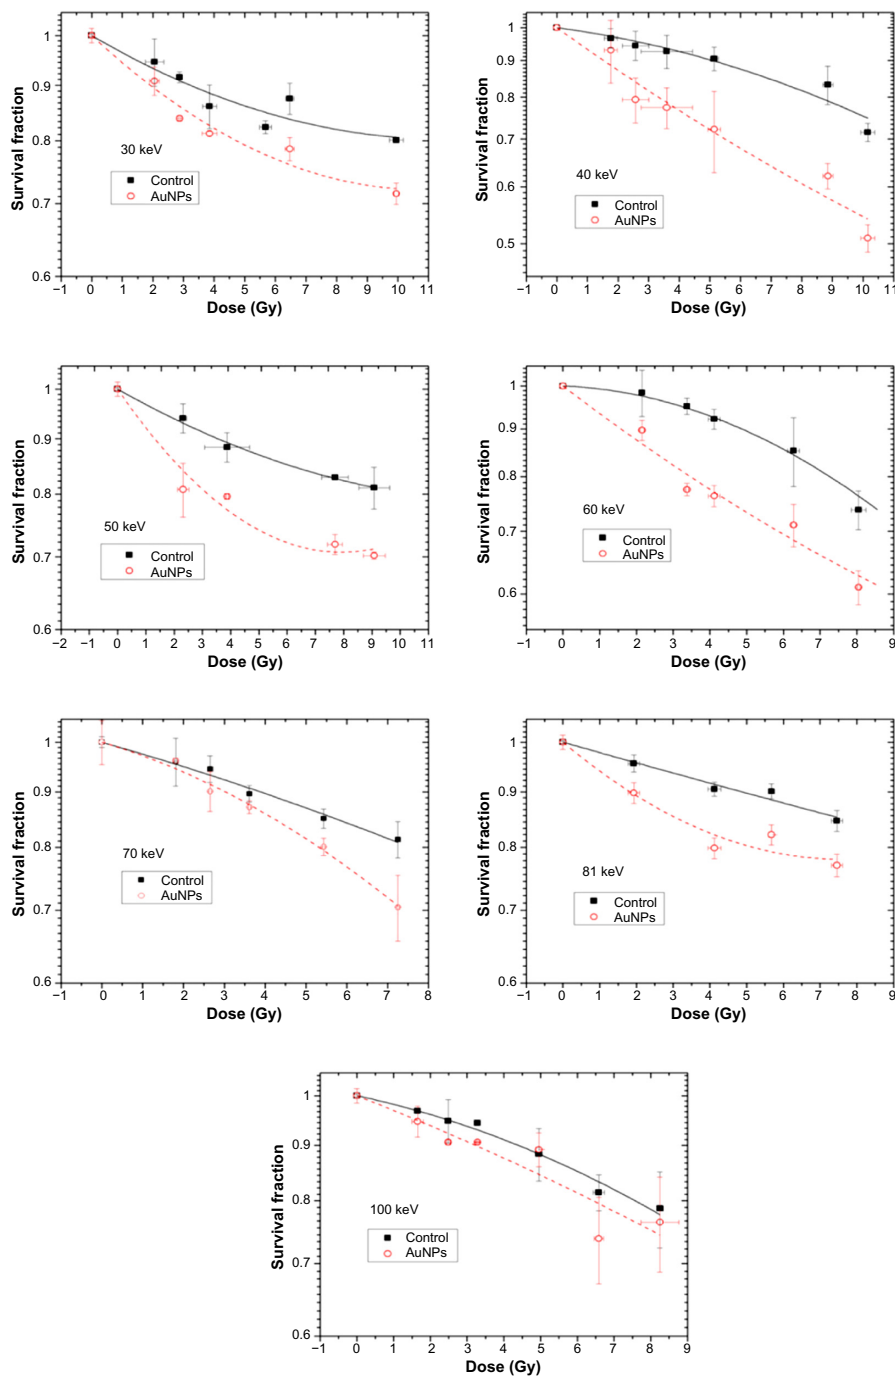 1
0.9
0.8
0.7
0.6
Survival fraction
30 keV
Control
AuNPs
−1 0 1 2 3 4 5 6 7 8 9 10 11
Dose (Gy)
1
0.9
0.8
0.7
0.6
0.5
Survival fraction
40 keV
Control
AuNPs
−1 0 1 2 3 4 5 6 7 8 9 10 11
Dose (Gy)
1
0.9
0.8
0.7
0.6
Survival fraction
50 keV
Control
AuNPs
−2 −1 0 1 2 3 4 5 6 7 8 9 10 11
Dose (Gy)
1
0.9
0.8
0.7
0.6
Survival fraction
60 keV
Control
AuNPs
−1 0 1 2 3 4 5 6 7 8 9
Dose (Gy)
1
0.9
0.8
0.7
0.6
Survival fraction
70 keV
Control
AuNPs
−1 0 1 2 3 4 5 6 7 8
Dose (Gy)
1
0.9
0.8
0.7
0.6
Survival fraction
81 keV
Control
AuNPs
−1 0 1 2 3 4 5 6 7 8 9
Dose (Gy)
1
0.9
0.8
0.7
0.6
Survival fraction
100 keV
Control
AuNPs
−1 0 1 2 3 4 5 6 7 8 9
Dose (Gy)